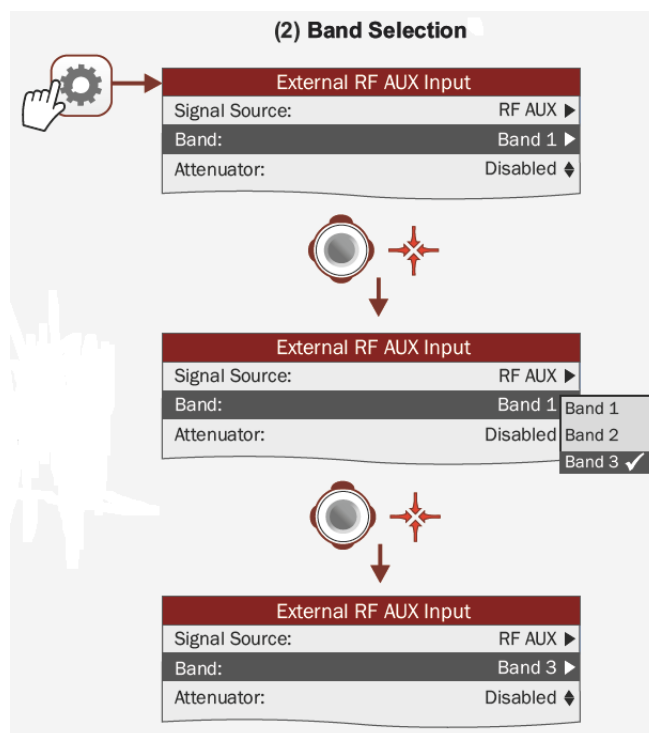 (2) Band Selection
External RF AUX Input
Signal Source: RF AUX
Band: Band 1
Attenuator: Disabled
External RF AUX Input
Signal Source: RF AUX
Band: Band 1
Band 1
Attenuator: Disabled
Band 2
Band 3
External RF AUX Input
Signal Source: RF AUX
Band: Band 3
Attenuator: Disabled